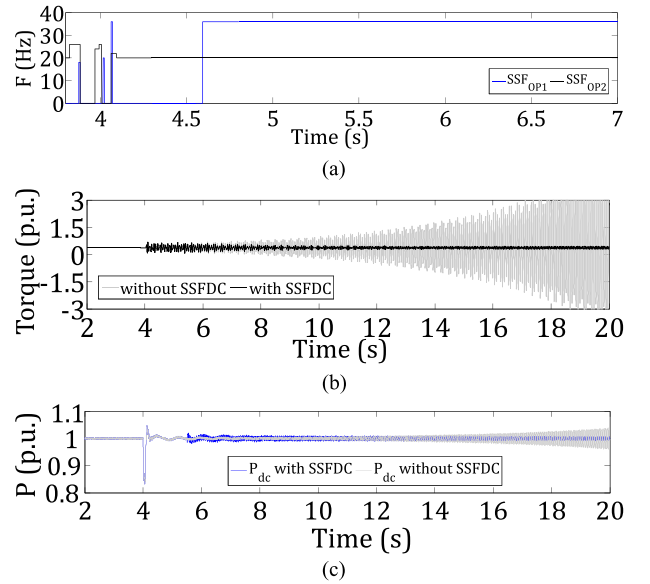 40
30
20
10
0
F (Hz)
SSF_OP1 SSF_OP2
4 4.5 5 5.5 6 6.5 7
Time (s)
(a)
3
1.5
0
-1.5
-3
Torque (p.u.)
without SSFDC with SSFDC
2 4 6 8 10 12 14 16 18 20
Time (s)
(b)
1.1
1
0.9
0.8
P (p.u.)
P_dc with SSFDC P_dc without SSFDC
2 4 6 8 10 12 14 16 18 20
Time (s)
(c)